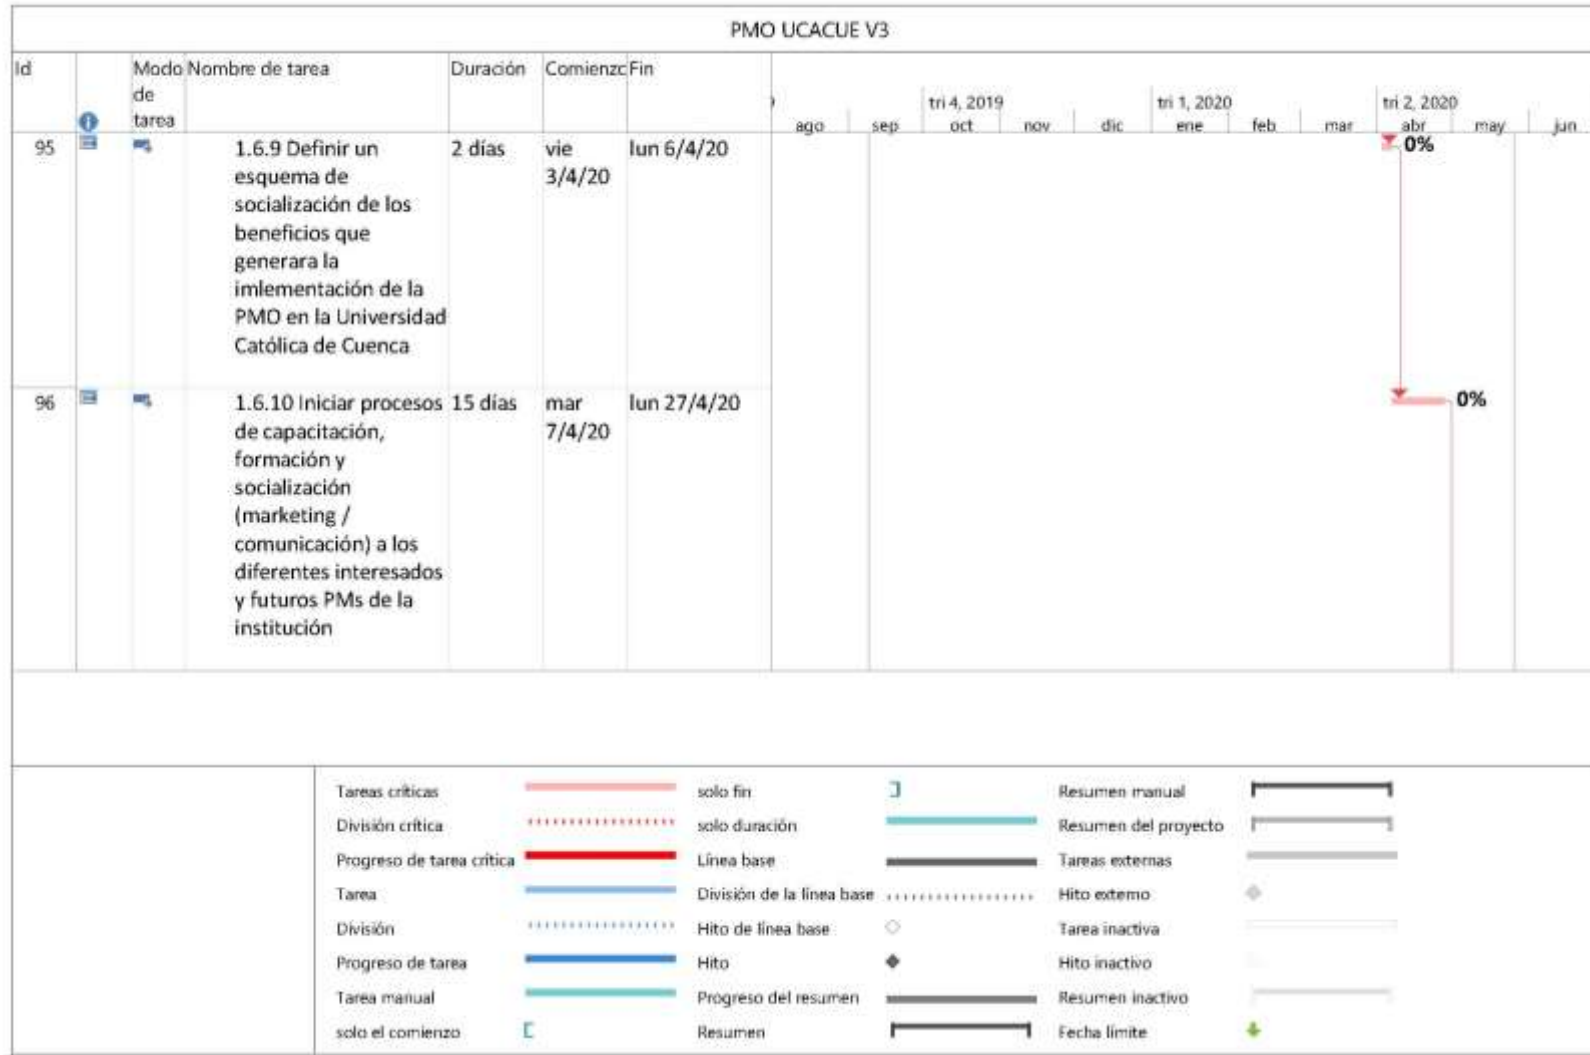 PMO UCACUE V3
Id
Modo de tarea
Nombre de tarea
Duración
Comienzo
Fin
tri 4, 2019
tri 1, 2020
tri 2, 2020
ago sep oct nov dic ene feb mar abr may jun
95
1.6.9 Definir un
esquema de
socialización de los
beneficios que
generara la
imlementación de la
PMO en la Universidad
Católica de Cuenca
2 días
vie
3/4/20
lun 6/4/20
0%
96
1.6.10 Iniciar procesos
de capacitación,
formación y
socialización
(marketing /
comunicación) a los
diferentes interesados
y futuros PMs de la
institución
15 días
mar
7/4/20
lun 27/4/20
0%
Tareas críticas
División crítica
Progreso de tarea crítica
Tarea
División
Progreso de tarea
Tarea manual
solo el comienzo
solo fin
solo duración
Línea base
División de la línea base
Hito de línea base
Hito
Progreso del resumen
Resumen
Resumen manual
Resumen del proyecto
Tareas externas
Hito externo
Tarea inactiva
Hito inactivo
Resumen inactivo
Fecha límite